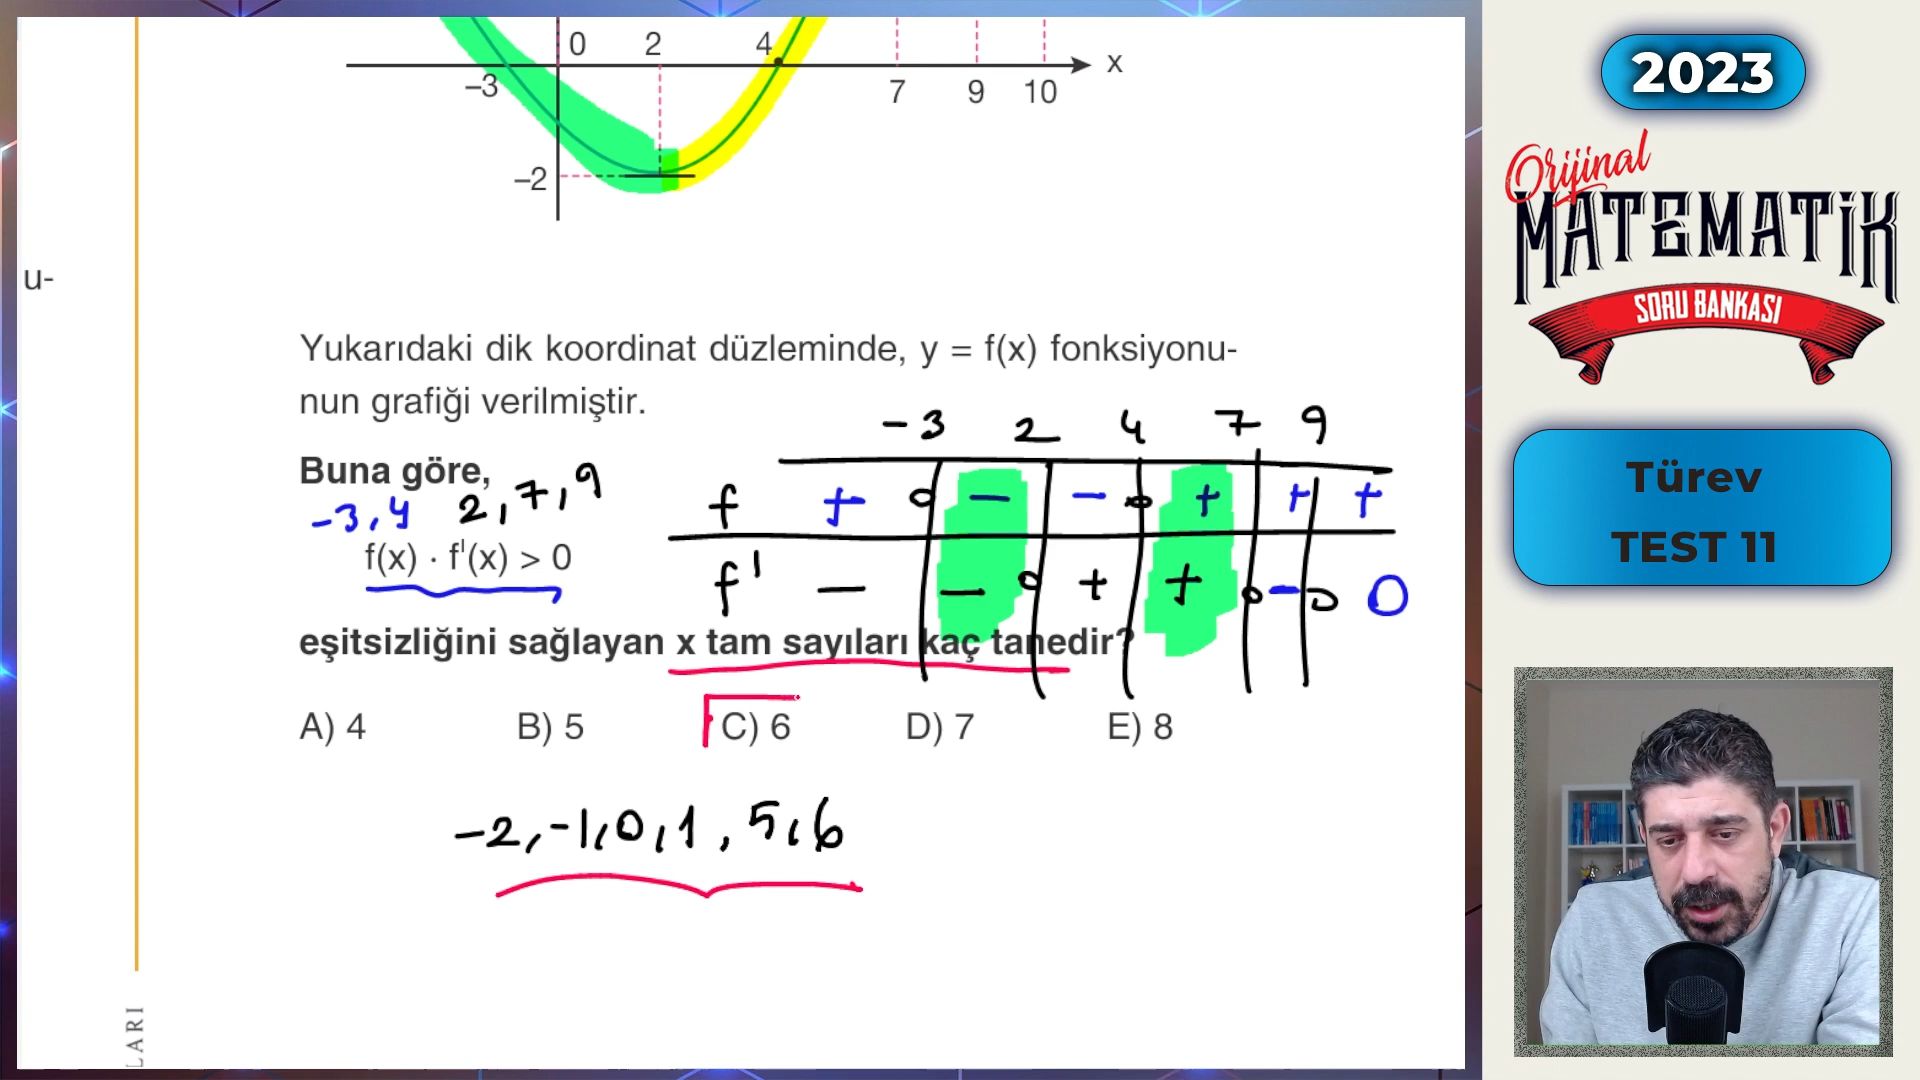 0 2 4
x
–3
7 9 10
–2
u-
Yukarıdaki dik koordinat düzleminde, y = f(x) fonksiyonu-
nun grafiği verilmiştir.
-3 2 4 7 9
Buna göre,
-3,4 2,7,9
f + 0 - - 0 + + +
f(x) · f'(x) > 0
f' - - 0 + + 0 - 0 0
eşitsizliğini sağlayan x tam sayıları kaç tanedir?
A) 4 B) 5 C) 6 D) 7 E) 8
-2,-1,0,1,5,6
LARI
2023
Orijinal
MATEMATİK
SORU BANKASI
Türev
TEST 11